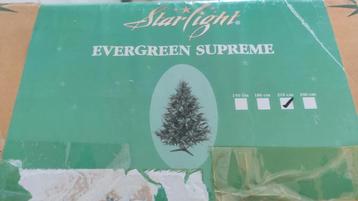 Starlight®
EVERGREEN SUPREME
180 cm
210 cm